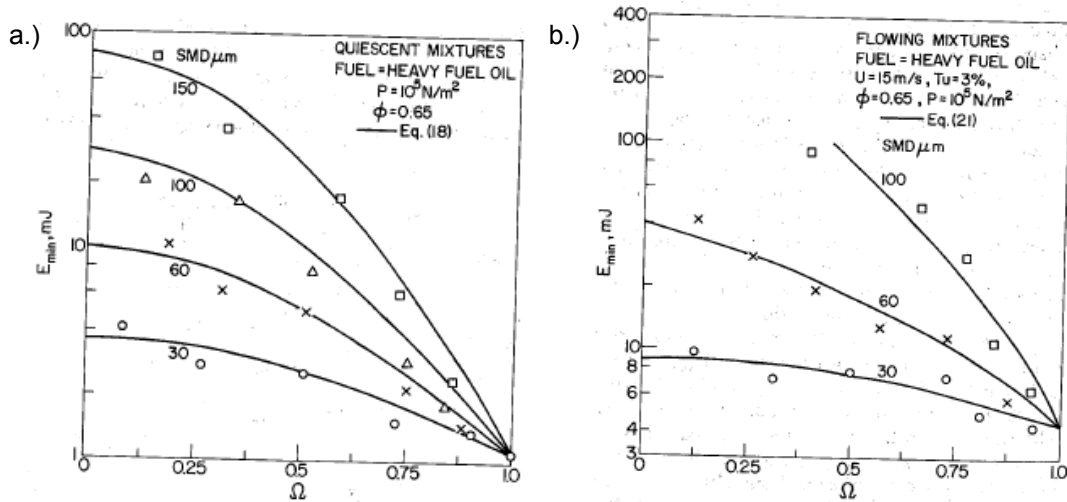 a.)
100
10
1
E min, mJ
SMD μm
150
100
60
30
QUIESCENT MIXTURES
FUEL = HEAVY FUEL OIL
P = 10⁵ N/m²
ϕ = 0.65
Eq. (18)
0 0.25 0.5 0.75 1.0
Ω
b.)
400
200
100
10
8
6
4
3
E min, mJ
FLOWING MIXTURES
FUEL = HEAVY FUEL OIL
U = 15 m/s, Tu = 3%,
ϕ = 0.65, P = 10⁵ N/m²
Eq. (21)
SMD μm
100
60
30
0 0.25 0.5 0.75 1.0
Ω